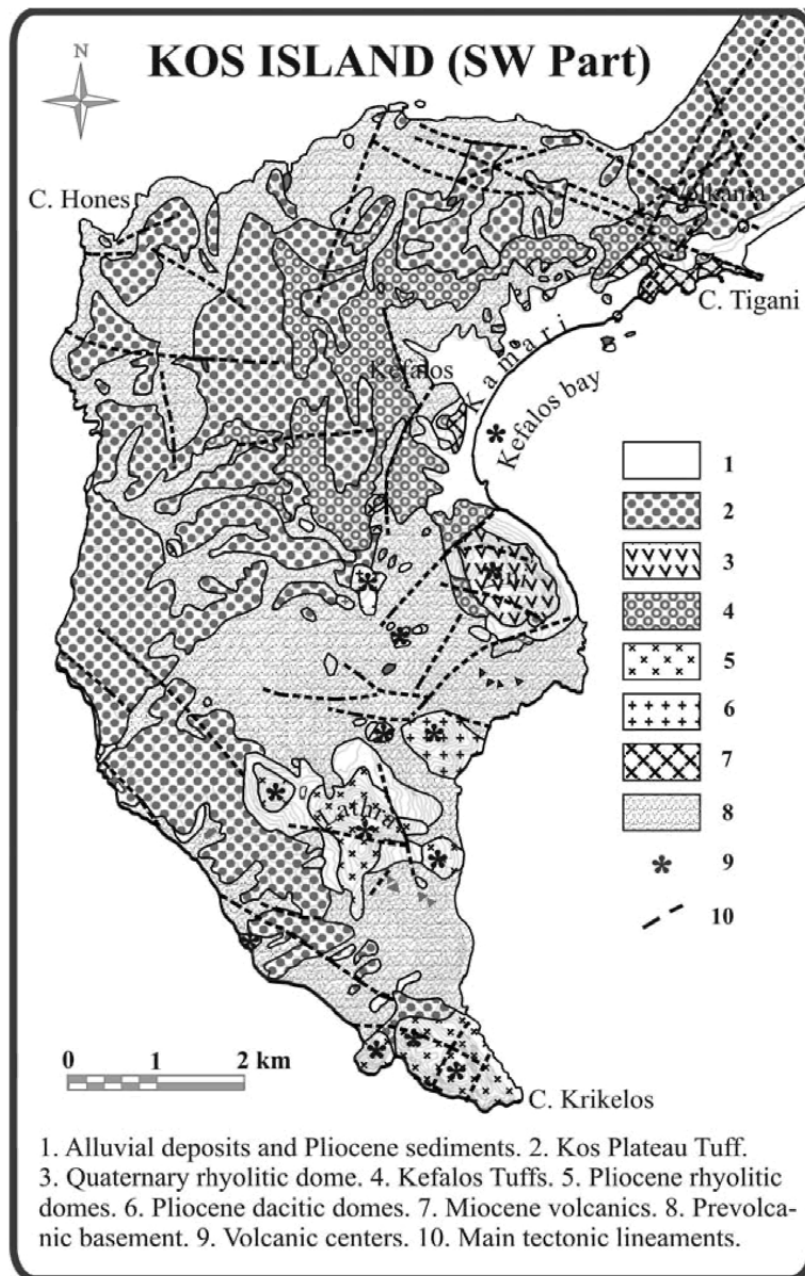 N
KOS ISLAND (SW Part)
C. Hones
Volkania
C. Tigani
Kamari
Kefalos
Kefalos bay
1
2
3
4
5
6
7
8
9
10
Lathra
0 1 2 km
C. Krikelos
1. Alluvial deposits and Pliocene sediments. 2. Kos Plateau Tuff.
3. Quaternary rhyolitic dome. 4. Kefalos Tuffs. 5. Pliocene rhyolitic
domes. 6. Pliocene dacitic domes. 7. Miocene volcanics. 8. Prevolca-
nic basement. 9. Volcanic centers. 10. Main tectonic lineaments.